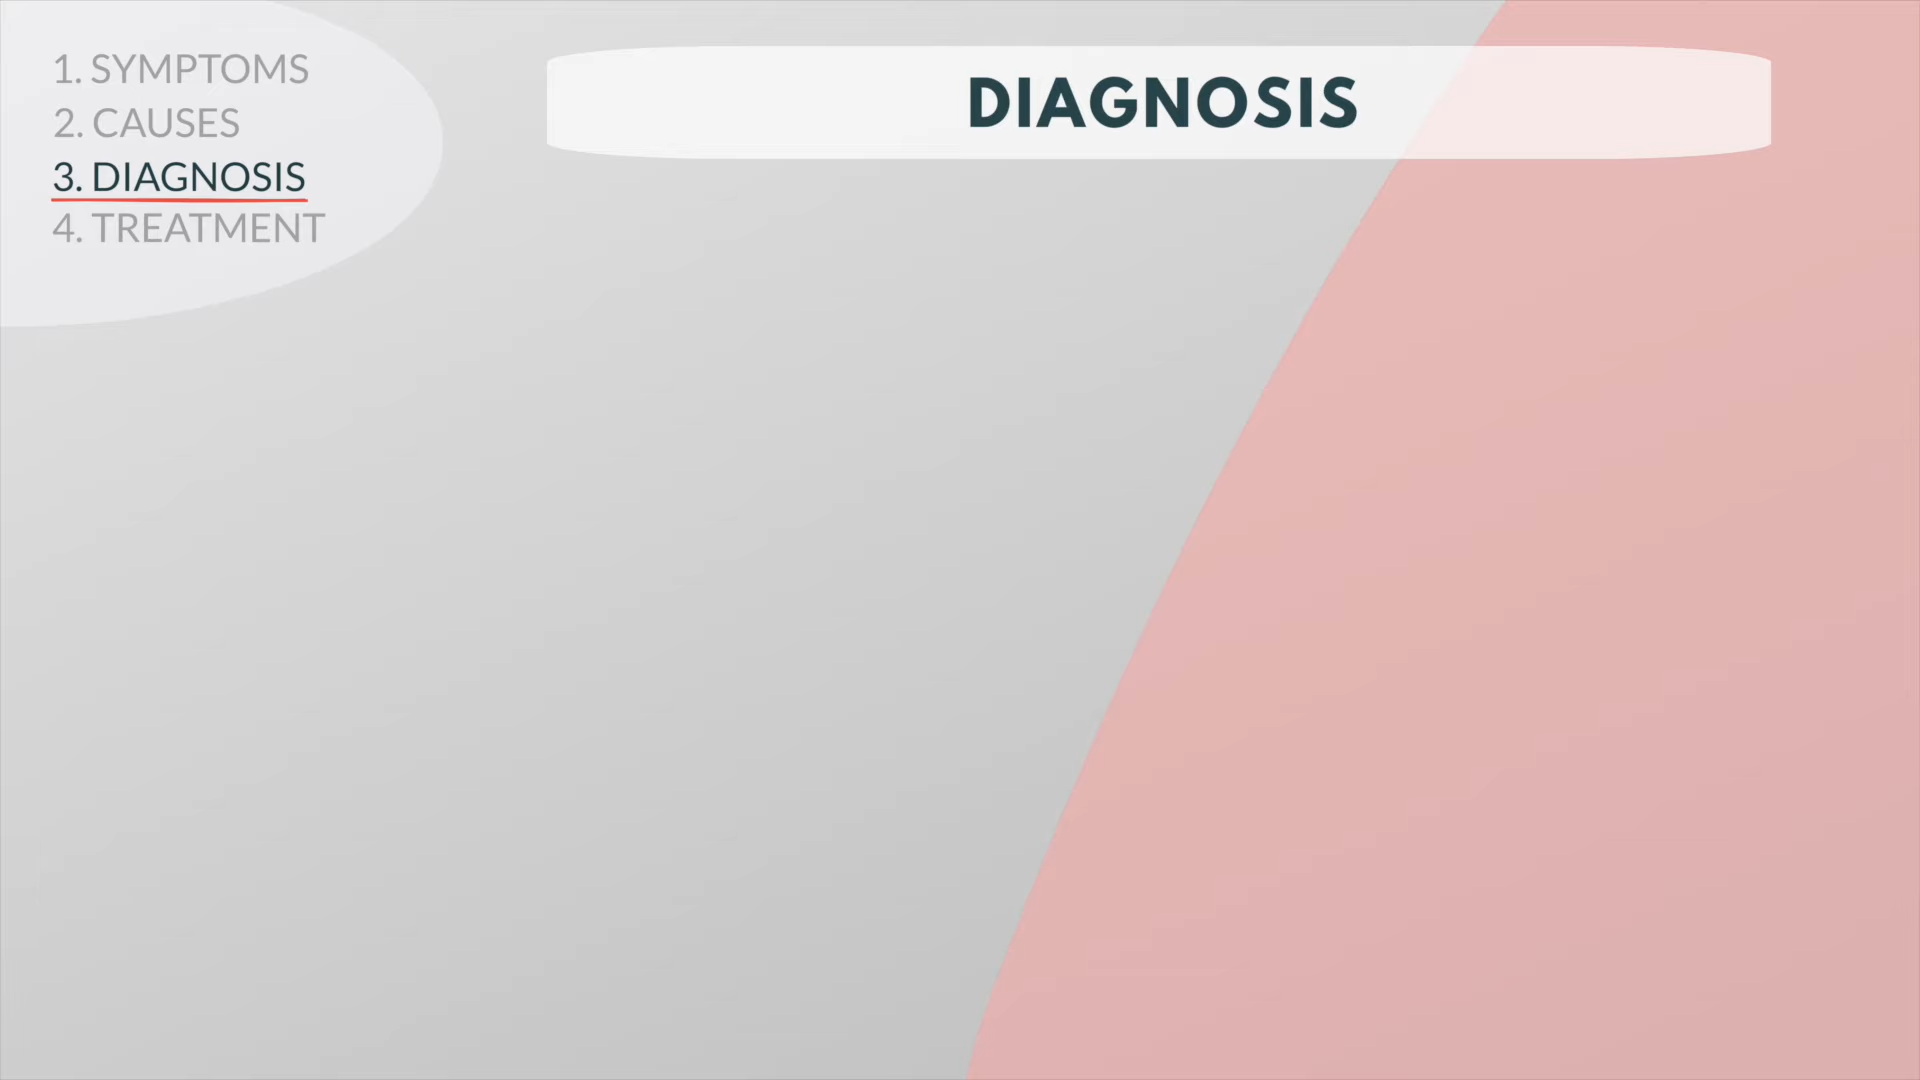 1. SYMPTOMS
2. CAUSES
3. DIAGNOSIS
4. TREATMENT
DIAGNOSIS